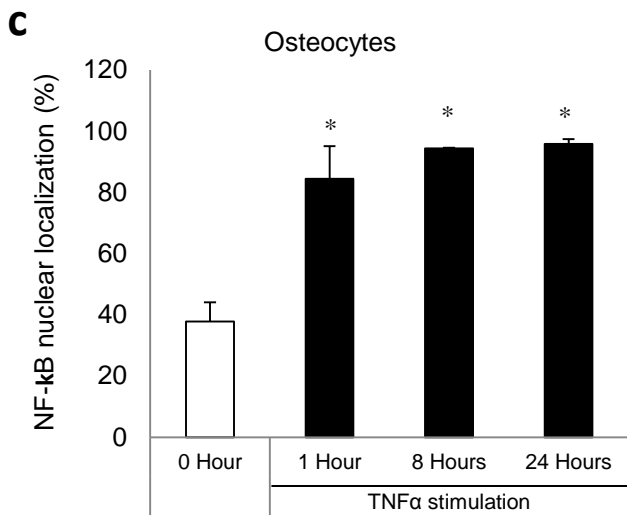 c
Osteocytes
NF-kB nuclear localization (%)
120
100
80
60
40
20
0
* * *
0 Hour 1 Hour 8 Hours 24 Hours
TNFα stimulation